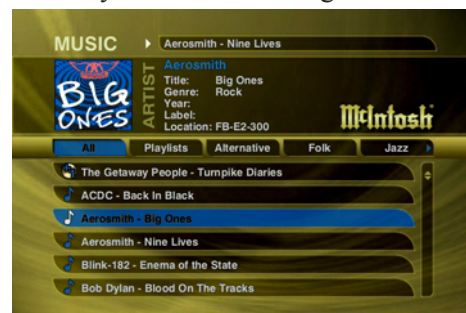 MUSIC
Aerosmith - Nine Lives
BIG
ONES
ARTIST
Aerosmith
Title: Big Ones
Genre: Rock
Year:
Label:
Location: FB-E2-300
McIntosh
All Playlists Alternative Folk Jazz
The Getaway People - Turnpike Diaries
ACDC - Back In Black
Aerosmith - Big Ones
Aerosmith - Nine Lives
Blink-182 - Enema of the State
Bob Dylan - Blood On The Tracks